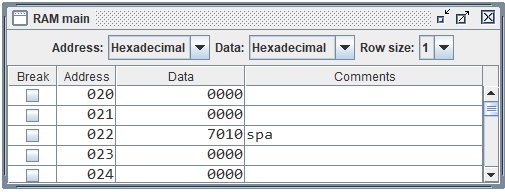 RAM main
Address: Hexadecimal Data: Hexadecimal Row size: 1
Break Address Data Comments
020 0000
021 0000
022 7010 spa
023 0000
024 0000